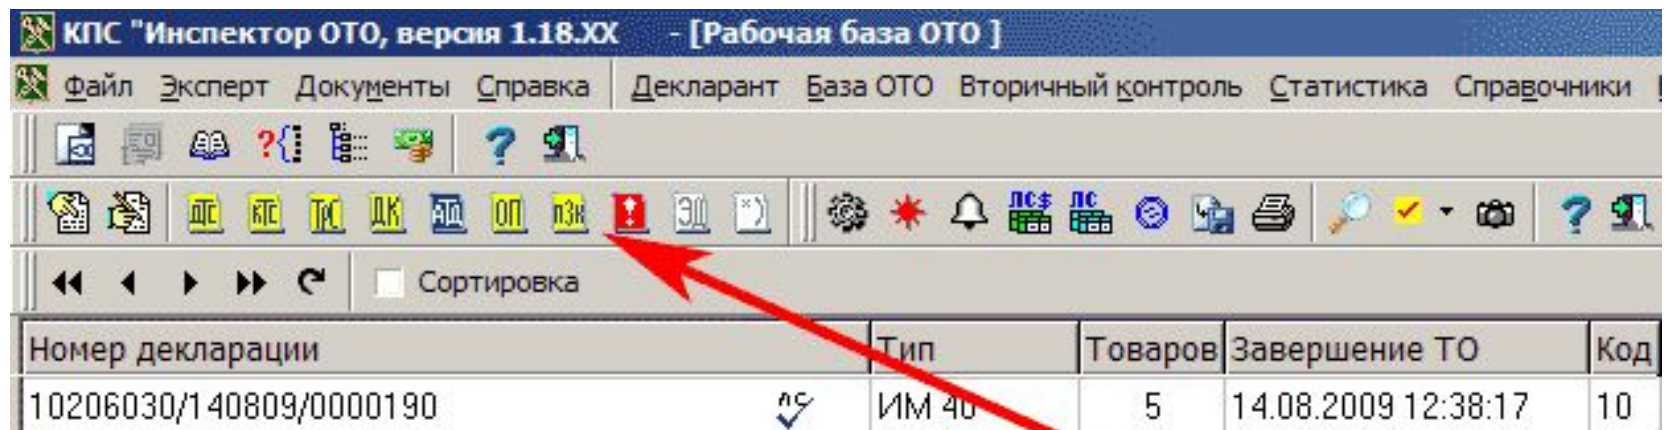 КПС "Инспектор ОТО, версия 1.18.XX - [Рабочая база ОТО ]
Файл Эксперт Документы Справка Декларант База ОТО Вторичный контроль Статистика Справочники
?{} ?
ДТС КТС ТрС ДК АТД ОП пЗк ! ЭД *) ЛС$ ЛС ?
Сортировка
Номер декларации Тип Товаров Завершение ТО Код
10206030/140809/0000190 ИМ 40 5 14.08.2009 12:38:17 10